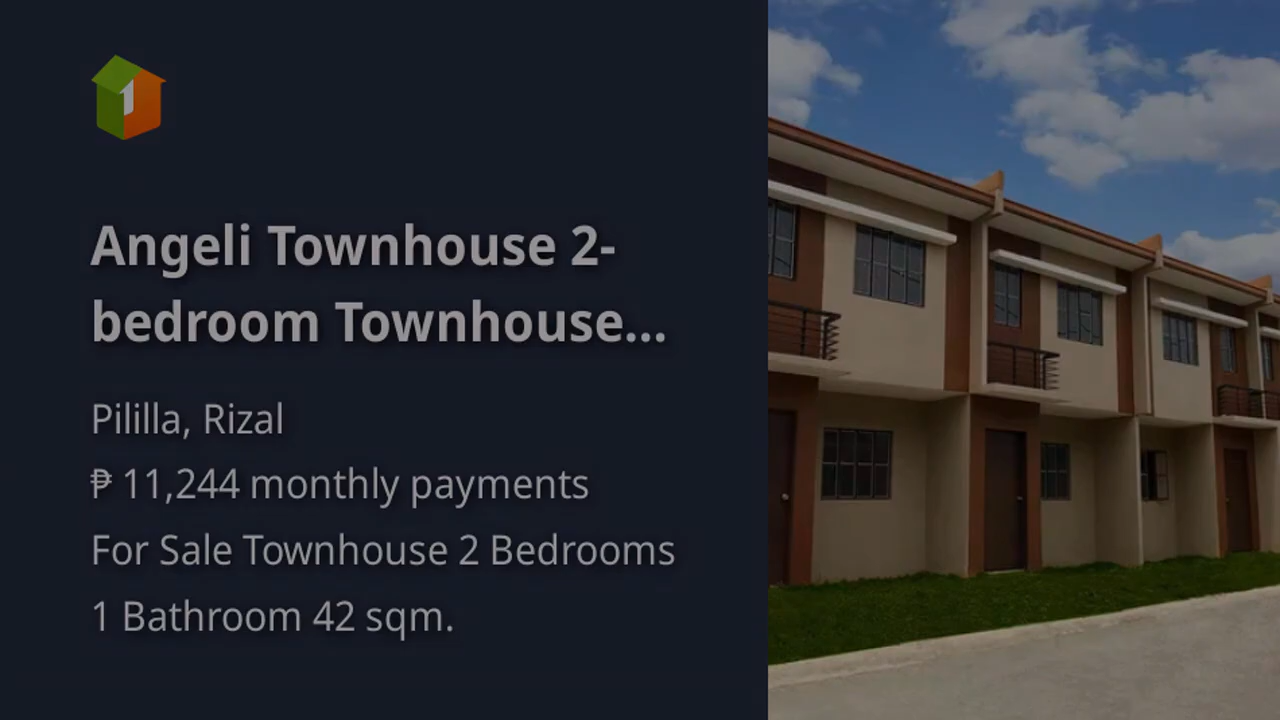 Angeli Townhouse 2-
bedroom Townhouse...
Pililla, Rizal
₱ 11,244 monthly payments
For Sale Townhouse 2 Bedrooms
1 Bathroom 42 sqm.